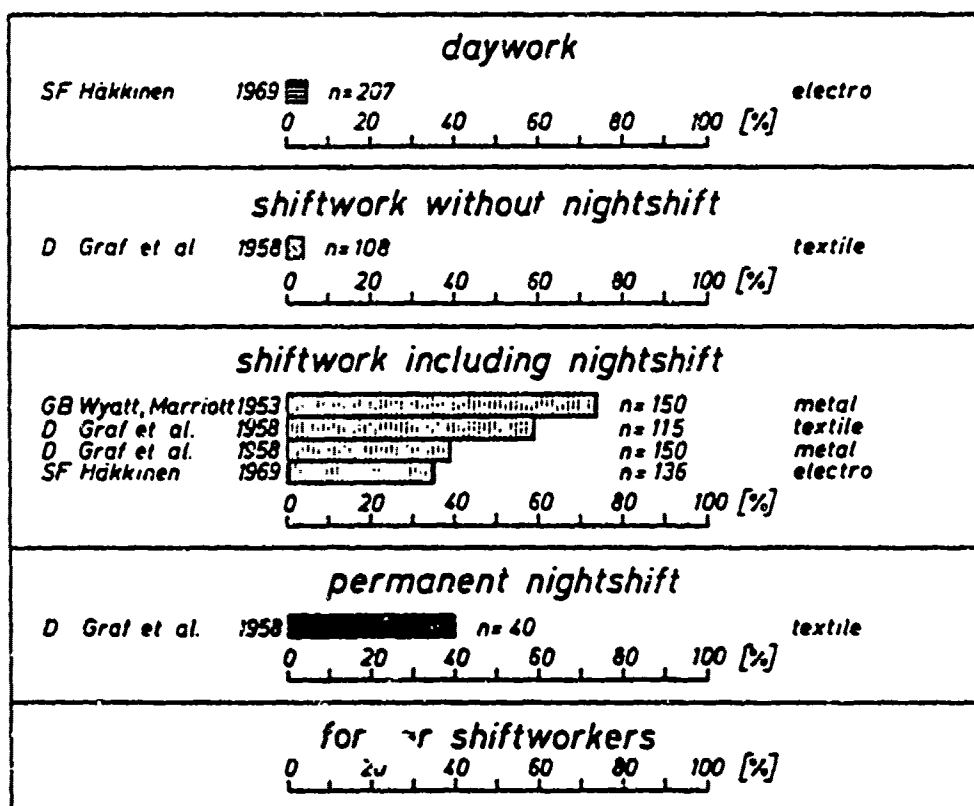 daywork
SF Häkkinen 1969 n=207 electro
0 20 40 60 80 100 [%]
shiftwork without nightshift
D Graf et al 1958 n=108 textile
0 20 40 60 80 100 [%]
shiftwork including nightshift
GB Wyatt, Marriott 1953 n=150 metal
D Graf et al. 1958 n=115 textile
D Graf et al. 1958 n=150 metal
SF Häkkinen 1969 n=136 electro
0 20 40 60 80 100 [%]
permanent nightshift
D Graf et al. 1958 n=40 textile
0 20 40 60 80 100 [%]
shiftworkers
0 20 40 60 80 100 [%]